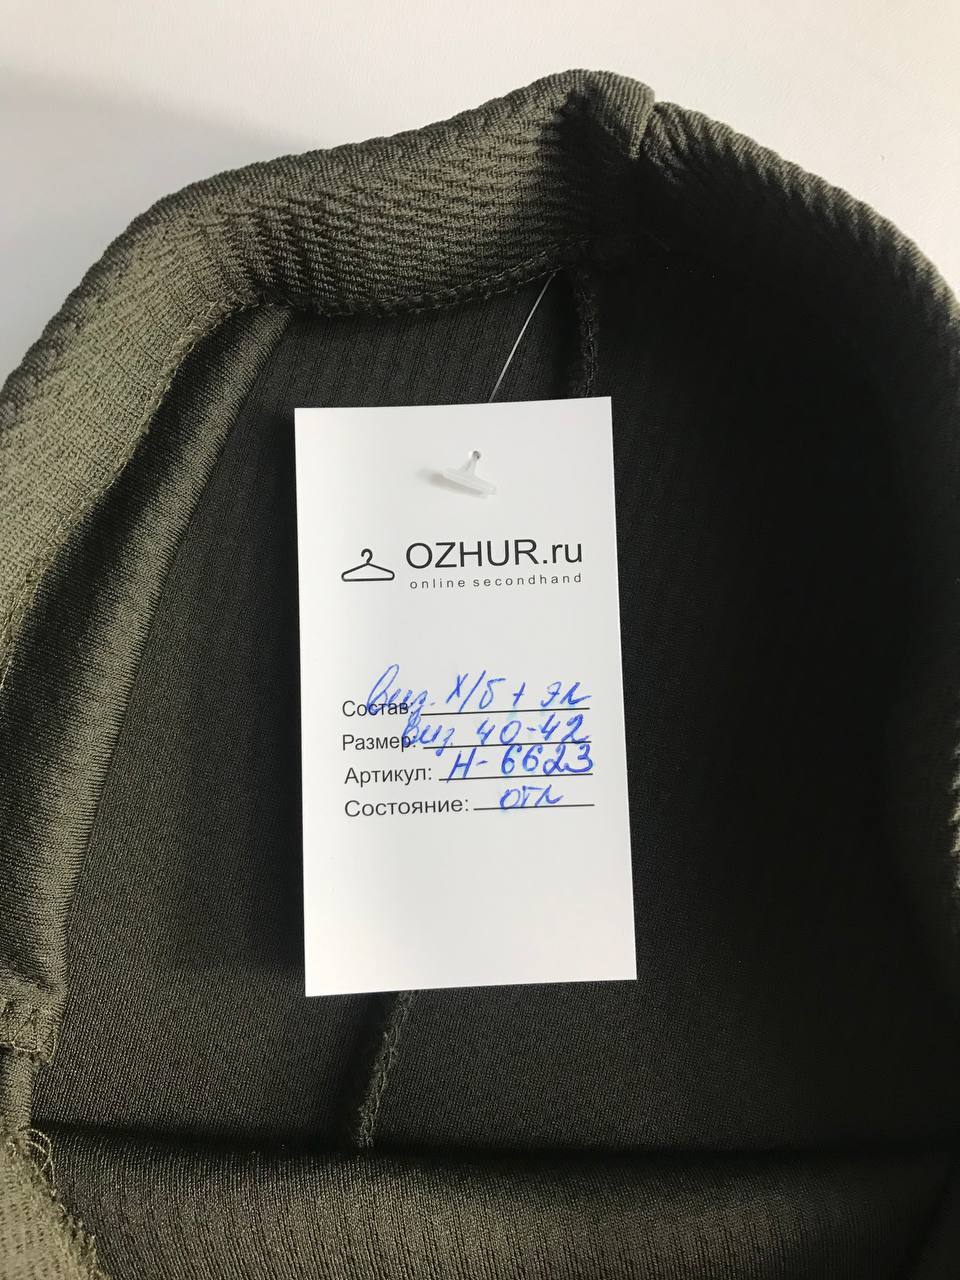 OZHUR.ru
online secondhand
Состав: виз. х/б + эл
Размер: виз. 40-42
Артикул: Н-6623
Состояние: отл